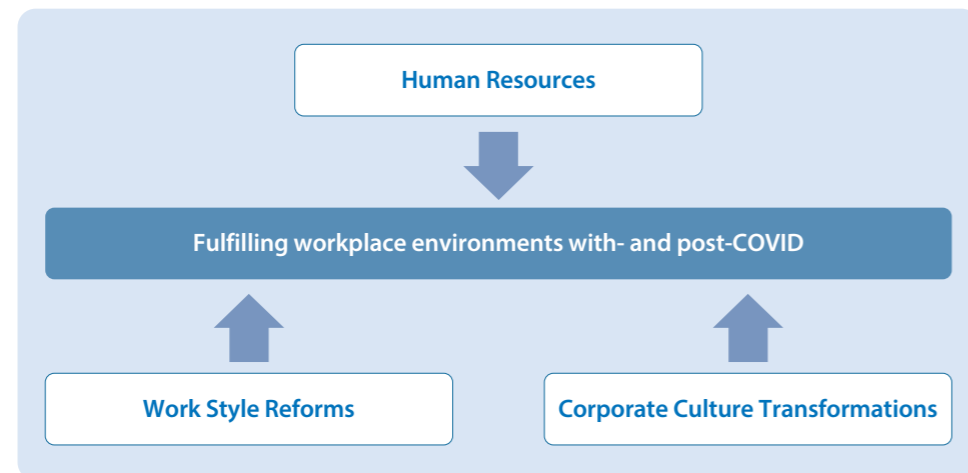 Human Resources
Fulfilling workplace environments with- and post-COVID
Work Style Reforms
Corporate Culture Transformations